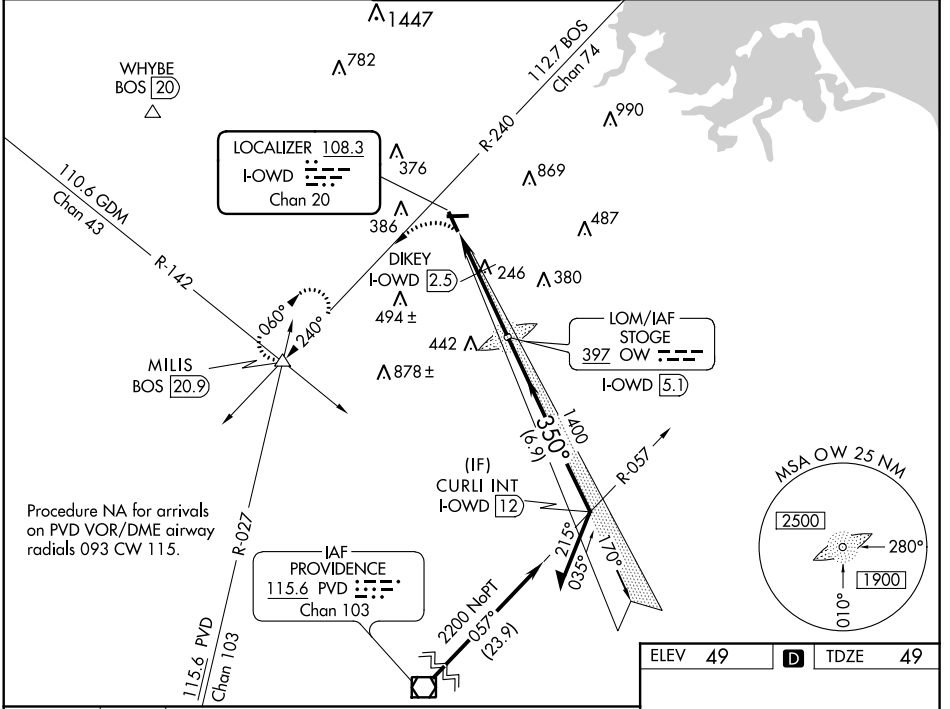 1447
782
112.7 BOS
Chan 74
WHYBE
BOS 20
990
R-240
LOCALIZER 108.3
I-OWD
Chan 20
376
869
110.6 GDM
Chan 43
386
487
R-142
DIKEY
I-OWD 2.5
246
380
060°
240°
494 ±
LOM/IAF
STOGE
397 OW
I-OWD 5.1
442
MILIS
BOS 20.9
878 ±
1400
350°
(6.9)
R-057
MSA OW 25 NM
(IF)
CURLI INT
I-OWD 12
2500
280°
1900
010°
Procedure NA for arrivals
on PVD VOR/DME airway
radials 093 CW 115.
R-027
215°
035°
170°
IAF
PROVIDENCE
115.6 PVD
Chan 103
2200 NoPT
057°
(23.9)
115.6 PVD
Chan 103
ELEV 49 D TDZE 49